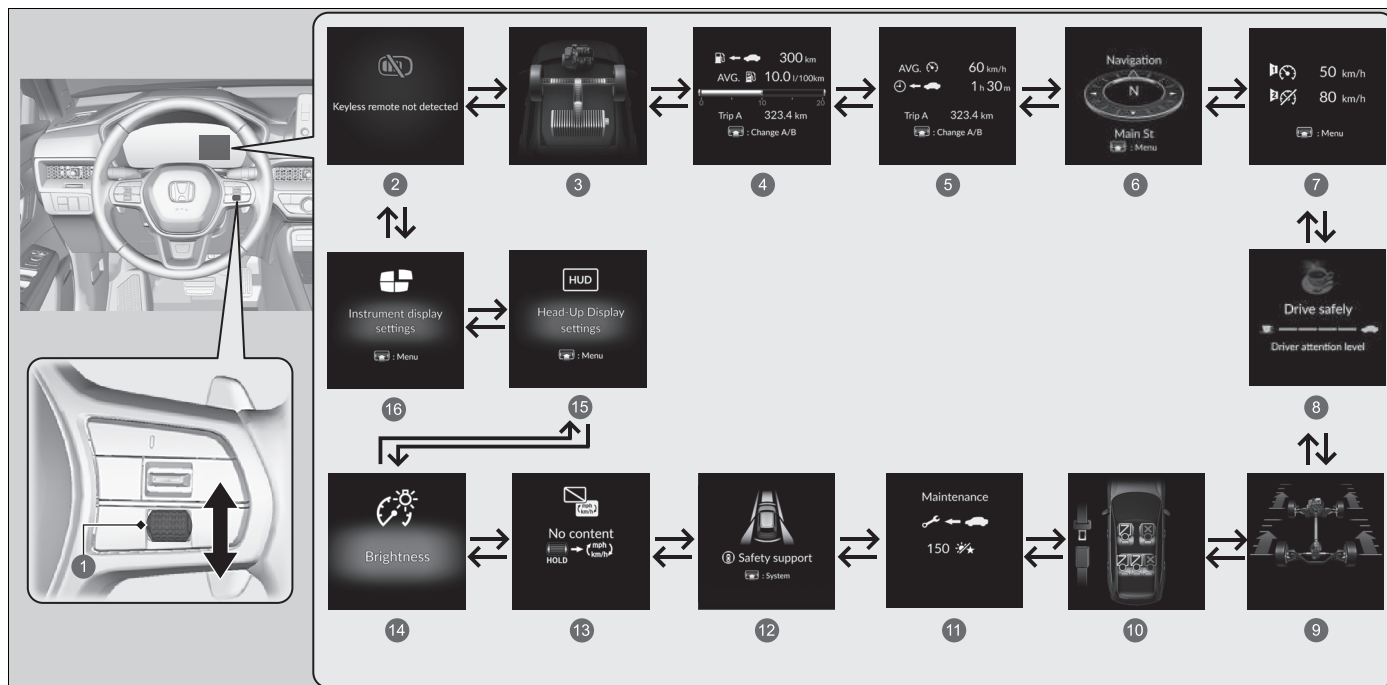 Keyless remote not detected
300 km
AVG. 10.0 l/100km
0 10 20
Trip A 323.4 km
: Change A/B
AVG. 60 km/h
1 h 30 m
Trip A 323.4 km
: Change A/B
Navigation
N
Main St
: Menu
50 km/h
80 km/h
: Menu
2
3
4
5
6
7
Instrument display
settings
: Menu
HUD
Head-Up Display
settings
: Menu
Drive safely
Driver attention level
16
15
8
1
Brightness
mph
km/h
No content
HOLD
mph
km/h
Safety support
: System
Maintenance
150
14
13
12
11
10
9